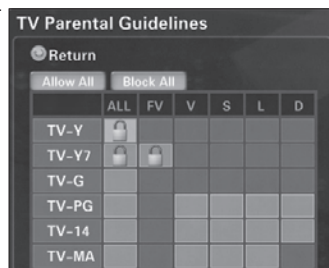 TV Parental Guidelines
Return
Allow All Block All
ALL FV V S L D
TV-Y
TV-Y7
TV-G
TV-PG
TV-14
TV-MA